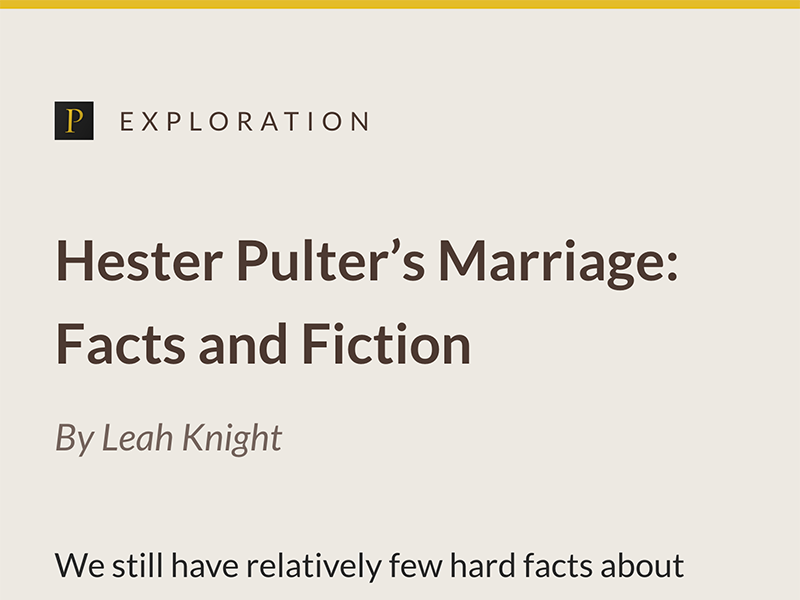 P EXPLORATION
Hester Pulter’s Marriage:
Facts and Fiction
By Leah Knight
We still have relatively few hard facts about